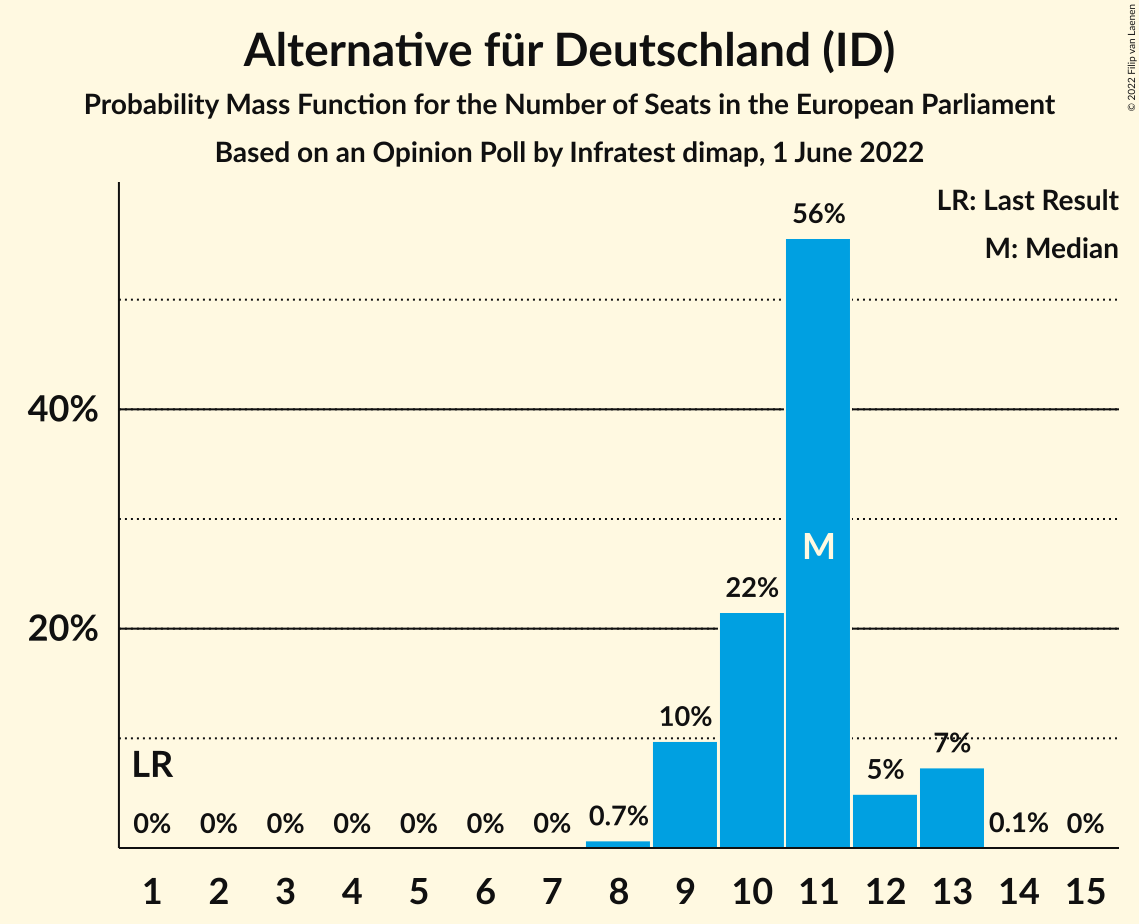 Alternative für Deutschland (ID)
Probability Mass Function for the Number of Seats in the European Parliament
Based on an Opinion Poll by Infratest dimap, 1 June 2022
© 2022 Filip van Laenen
LR: Last Result
M: Median
56%
40%
M
22%
20%
10%
7%
LR
5%
0% 0% 0% 0% 0% 0% 0% 0.7% 0.1% 0%
1 2 3 4 5 6 7 8 9 10 11 12 13 14 15